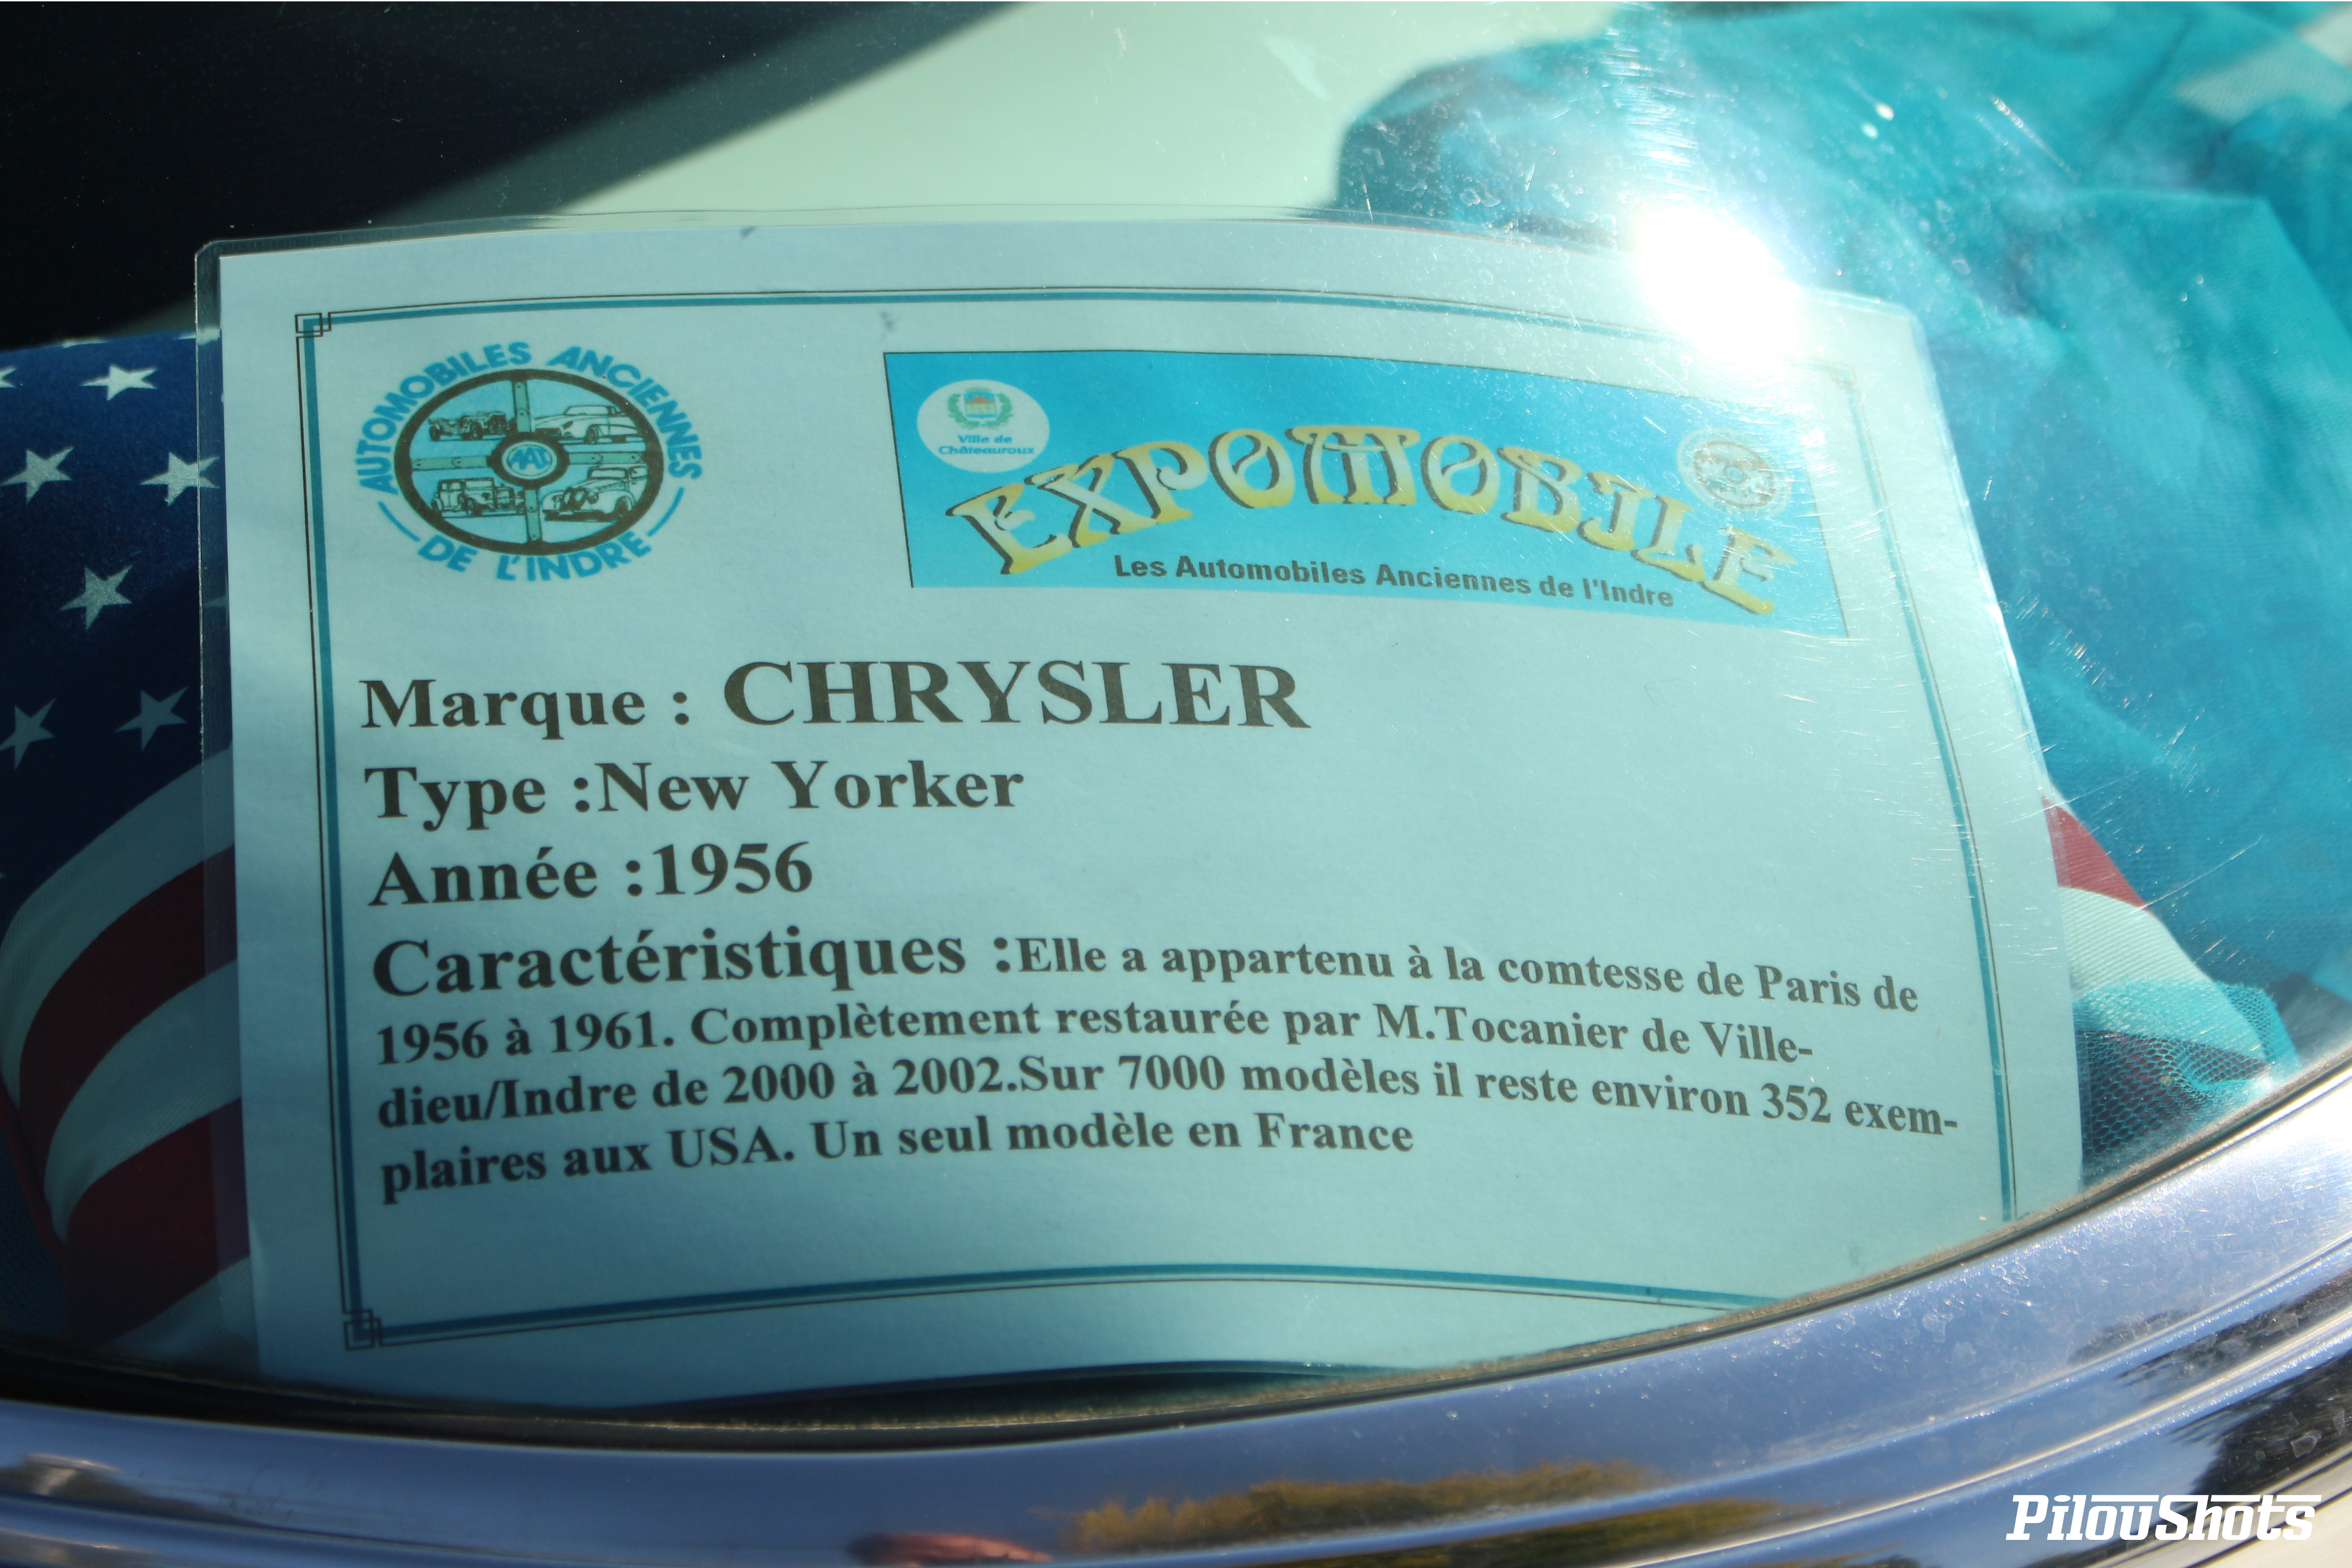 AUTOMOBILES ANCIENNES
AAI
DE L'INDRE
Ville de
Châteauroux
EXPOMOBILE
Les Automobiles Anciennes de l'Indre
Marque : CHRYSLER
Type :New Yorker
Année :1956
Caractéristiques :Elle a appartenu à la comtesse de Paris de
1956 à 1961. Complètement restaurée par M.Tocanier de Ville-
dieu/Indre de 2000 à 2002.Sur 7000 modèles il reste environ 352 exem-
plaires aux USA. Un seul modèle en France
PilouShots